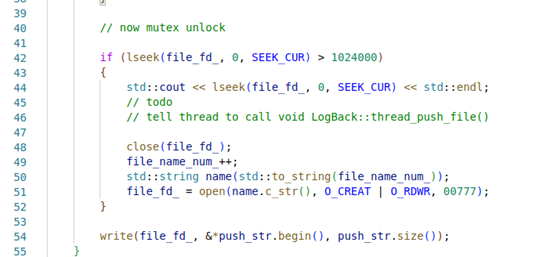 39
40 // now mutex unlock
41
42 if (lseek(file_fd_, 0, SEEK_CUR) > 1024000)
43 {
44 std::cout << lseek(file_fd_, 0, SEEK_CUR) << std::endl;
45 // todo
46 // tell thread to call void LogBack::thread_push_file()
47
48 close(file_fd_);
49 file_name_num_++;
50 std::string name(std::to_string(file_name_num_));
51 file_fd_ = open(name.c_str(), O_CREAT | O_RDWR, 00777);
52 }
53
54 write(file_fd_, &*push_str.begin(), push_str.size());
55 }